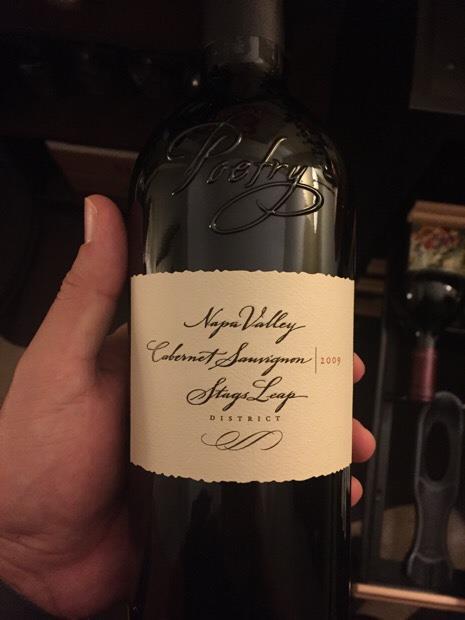 Poetry
Napa Valley
Cabernet Sauvignon | 2009
Stags Leap
DISTRICT